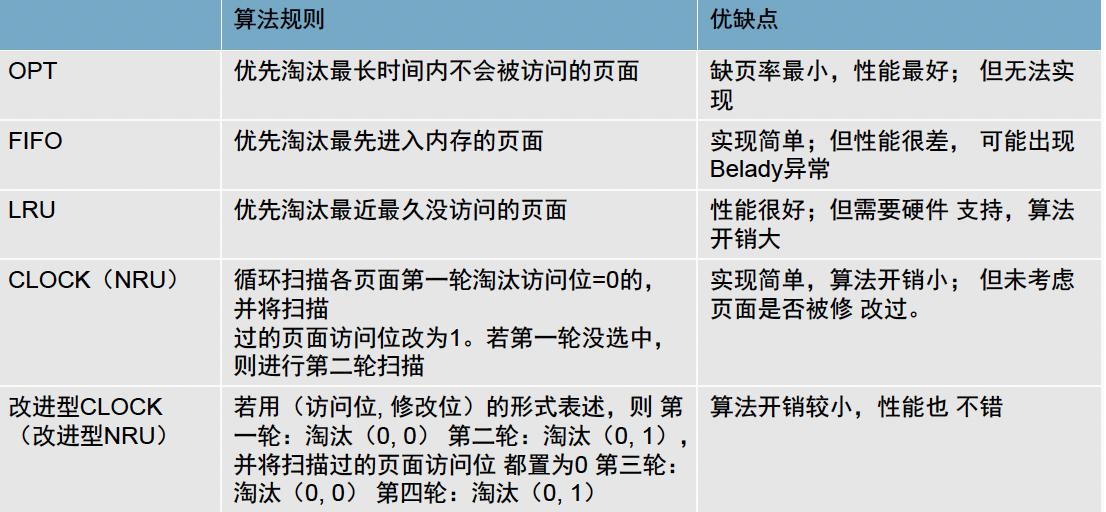 算法规则
优缺点
OPT
优先淘汰最长时间内不会被访问的页面
缺页率最小，性能最好； 但无法实
现
FIFO
优先淘汰最先进入内存的页面
实现简单；但性能很差， 可能出现
Belady异常
LRU
优先淘汰最近最久没访问的页面
性能很好；但需要硬件 支持，算法
开销大
CLOCK（NRU）
循环扫描各页面第一轮淘汰访问位=0的，
并将扫描
过的页面访问位改为1。若第一轮没选中，
则进行第二轮扫描
实现简单，算法开销小； 但未考虑
页面是否被修 改过。
改进型CLOCK
（改进型NRU）
若用（访问位, 修改位）的形式表述，则 第
一轮：淘汰（0, 0） 第二轮：淘汰（0, 1），
并将扫描过的页面访问位 都置为0 第三轮：
淘汰（0, 0） 第四轮：淘汰（0, 1）
算法开销较小，性能也 不错